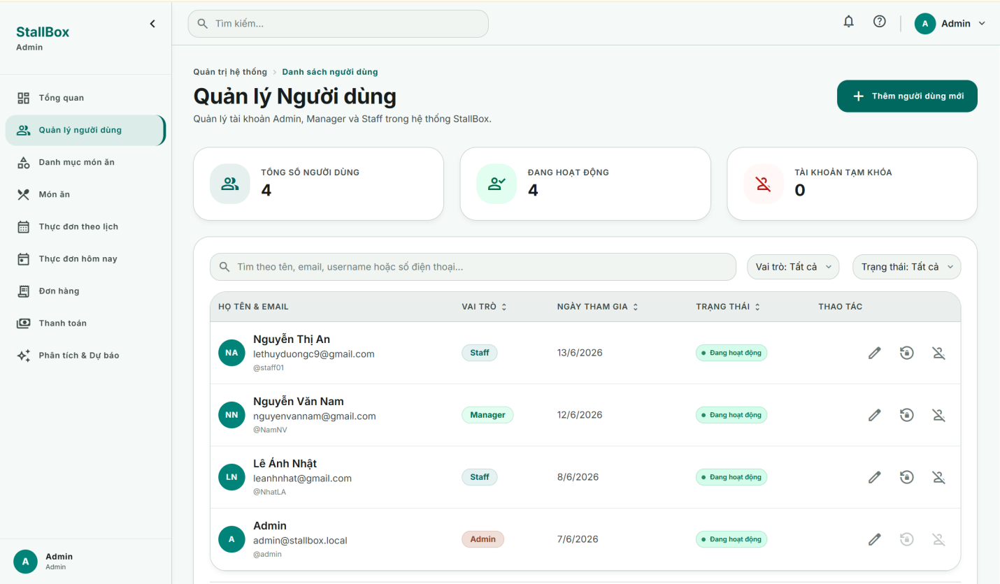 StallBox
Admin
Tổng quan
Quản lý người dùng
Danh mục món ăn
Món ăn
Thực đơn theo lịch
Thực đơn hôm nay
Đơn hàng
Thanh toán
Phân tích & Dự báo
A
Admin
Admin
Tìm kiếm...
A
Admin
Quản trị hệ thống › Danh sách người dùng
Quản lý Người dùng
Quản lý tài khoản Admin, Manager và Staff trong hệ thống StallBox.
Thêm người dùng mới
TỔNG SỐ NGƯỜI DÙNG
4
ĐANG HOẠT ĐỘNG
4
TÀI KHOẢN TẠM KHÓA
0
Tìm theo tên, email, username hoặc số điện thoại...
Vai trò: Tất cả
Trạng thái: Tất cả
HỌ TÊN & EMAIL VAI TRÒ NGÀY THAM GIA TRẠNG THÁI THAO TÁC
NA
Nguyễn Thị An
lethuyduongc9@gmail.com
@staff01
Staff
13/6/2026
Đang hoạt động
NN
Nguyễn Văn Nam
nguyenvannam@gmail.com
@NamNV
Manager
12/6/2026
Đang hoạt động
LN
Lê Ánh Nhật
leanhnhat@gmail.com
@NhatLA
Staff
8/6/2026
Đang hoạt động
A
Admin
admin@stallbox.local
@admin
Admin
7/6/2026
Đang hoạt động